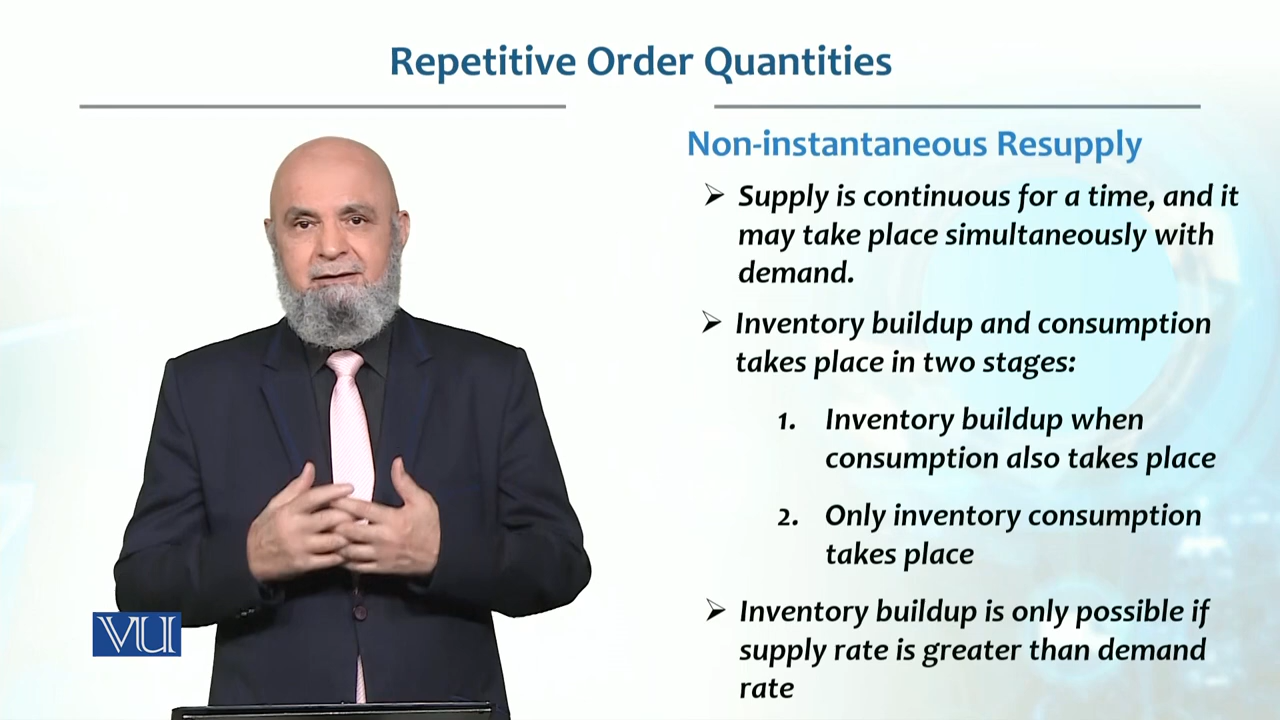 Repetitive Order Quantities
Non-instantaneous Resupply
Supply is continuous for a time, and it
may take place simultaneously with
demand.
Inventory buildup and consumption
takes place in two stages:
1. Inventory buildup when
consumption also takes place
2. Only inventory consumption
takes place
Inventory buildup is only possible if
supply rate is greater than demand
rate
VU